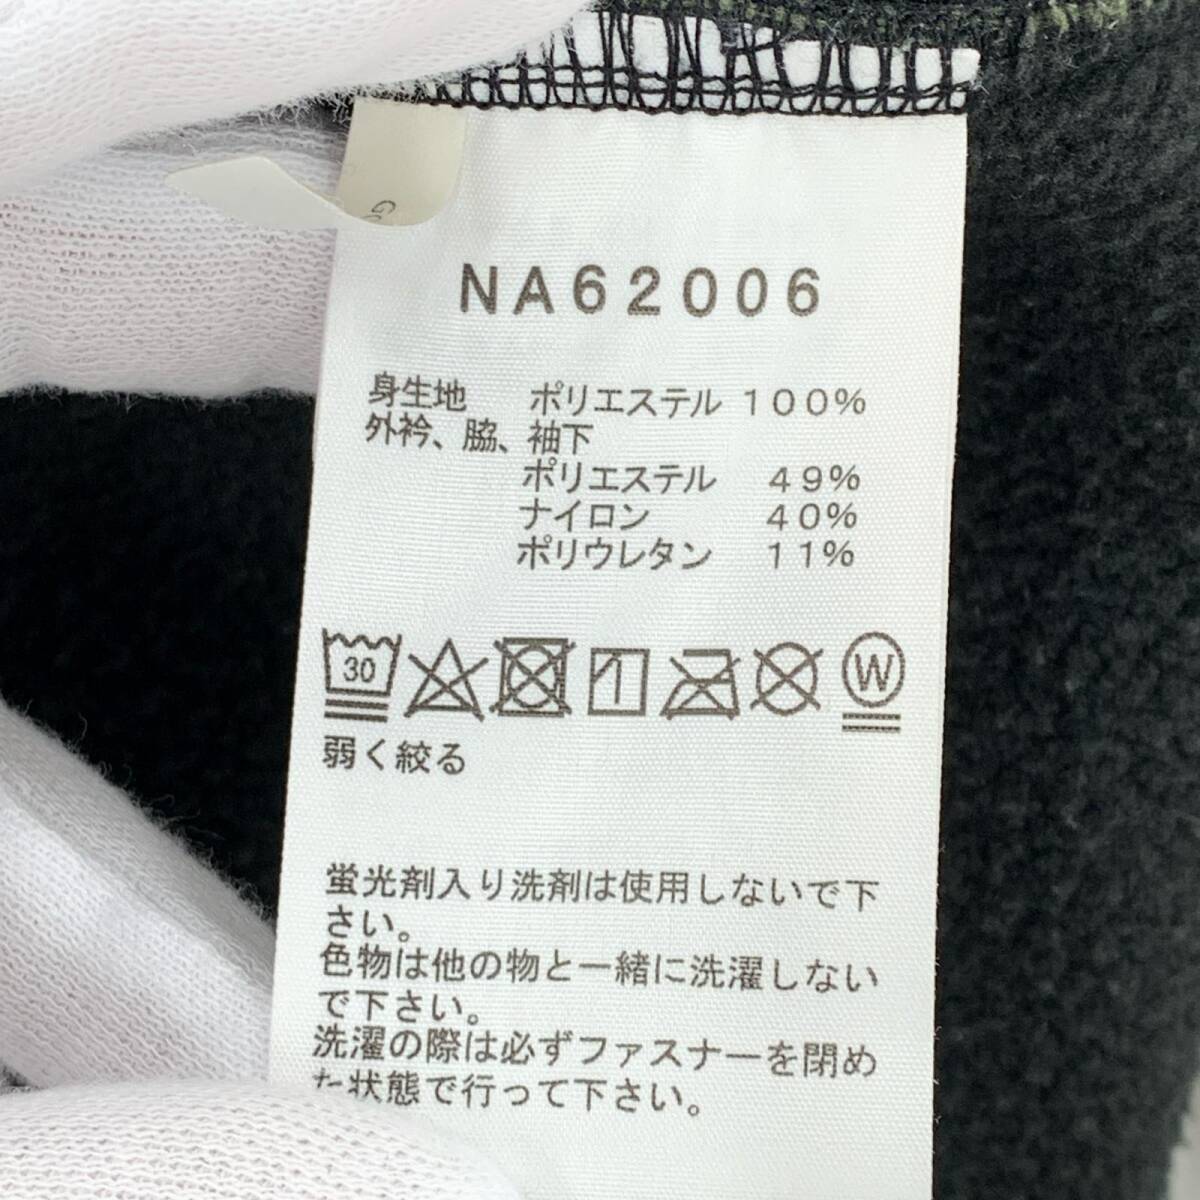 NA62006
身生地 ポリエステル 100%
外衿、脇、袖下
ポリエステル 49%
ナイロン 40%
ポリウレタン 11%
30
W
弱く絞る
蛍光剤入り洗剤は使用しないで下
さい。
色物は他の物と一緒に洗濯しない
で下さい。
洗濯の際は必ずファスナーを閉め
た状態で行って下さい。